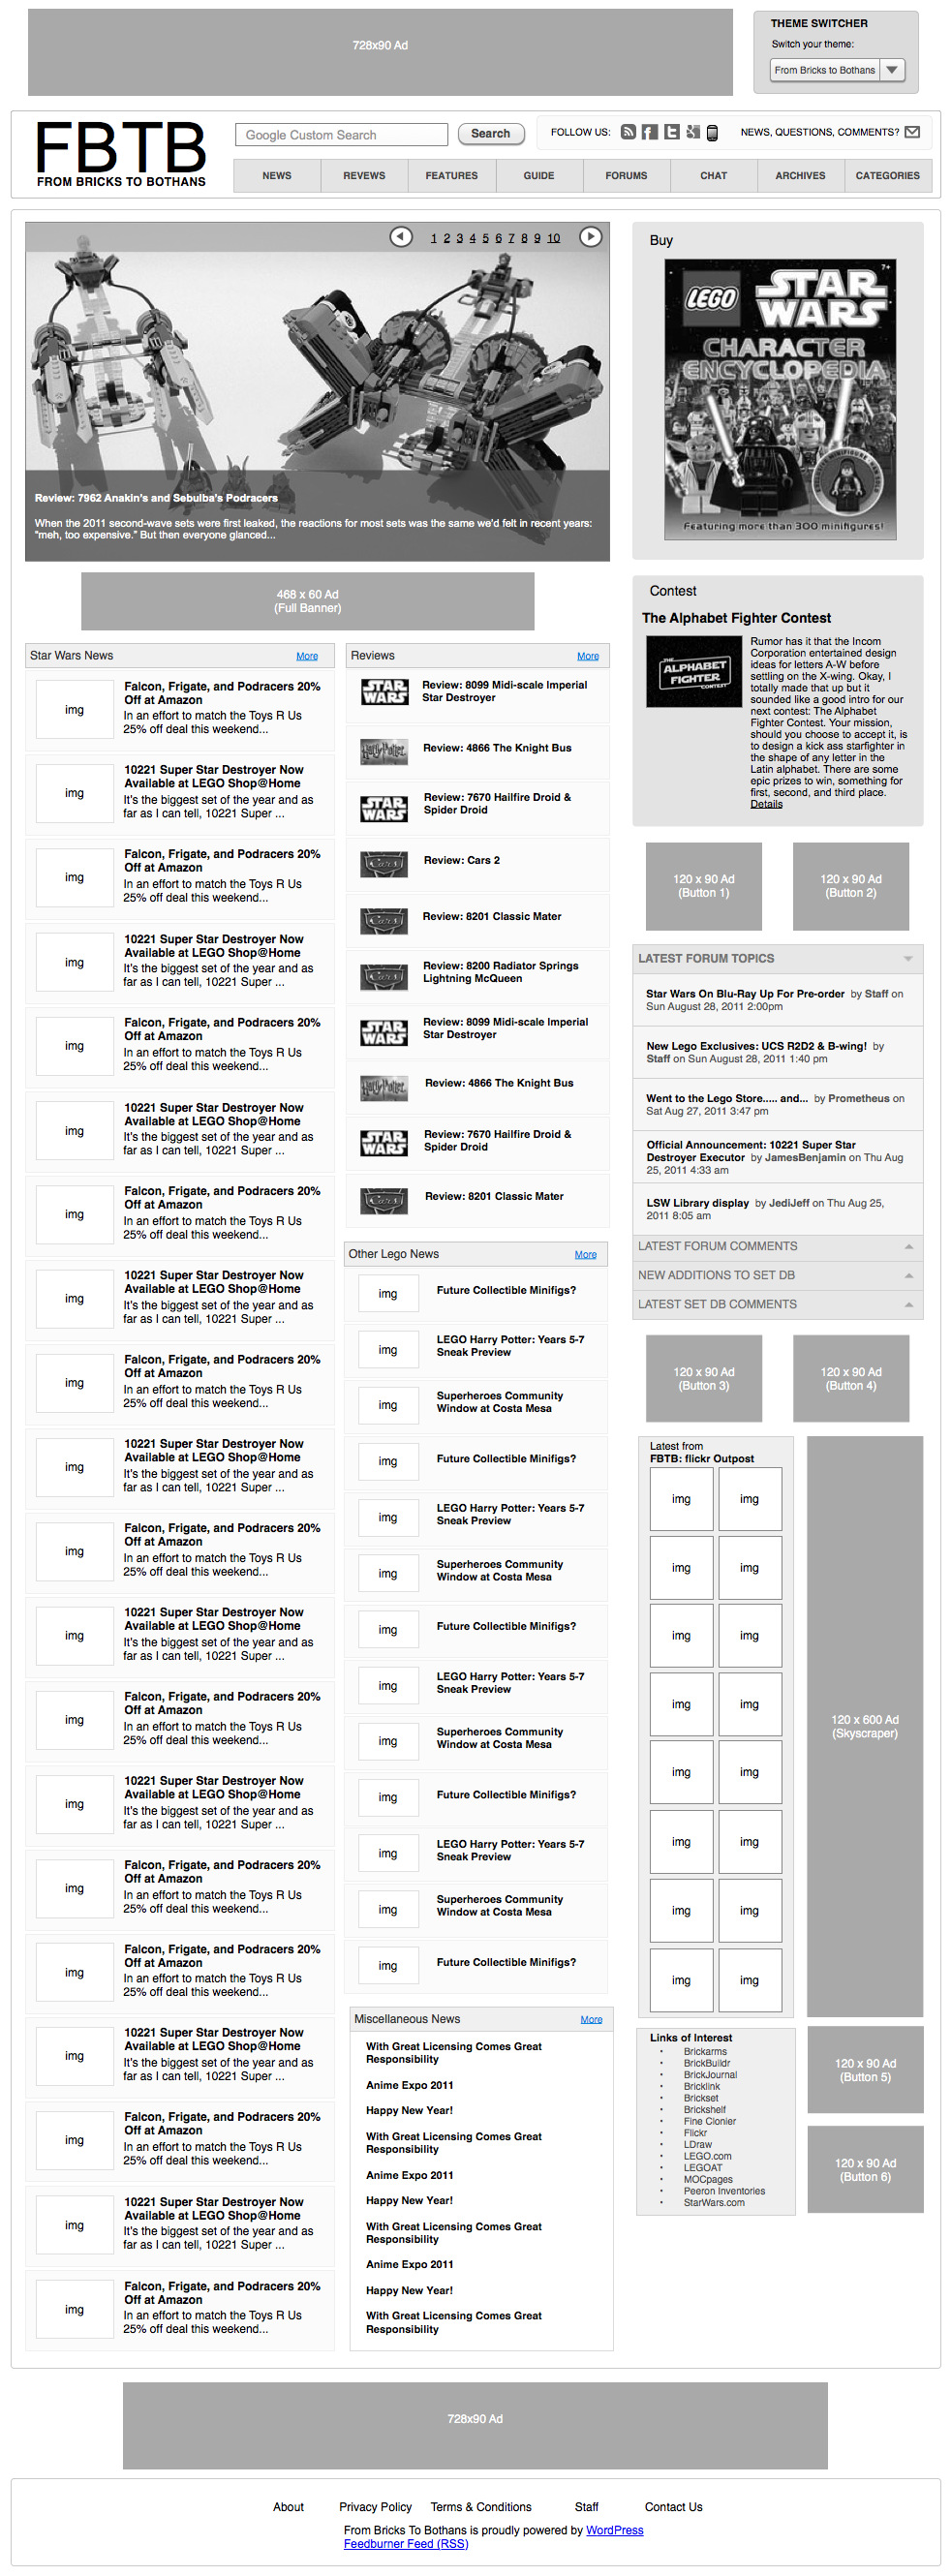 728x90 Ad
THEME SWITCHER
Switch your theme:
From Bricks to Bothans
FBTB
FROM BRICKS TO BOTHANS
Google Custom Search
Search
FOLLOW US:
NEWS, QUESTIONS, COMMENTS?
NEWS
REVEWS
FEATURES
GUIDE
FORUMS
CHAT
ARCHIVES
CATEGORIES
1 2 3 4 5 6 7 8 9 10
Review: 7962 Anakin's and Sebulba's Podracers
When the 2011 second-wave sets were first leaked, the reactions for most sets was the same we'd felt in recent years:
"meh, too expensive." But then everyone glanced...
468 x 60 Ad
(Full Banner)
Star Wars News
More
img
Falcon, Frigate, and Podracers 20%
Off at Amazon
In an effort to match the Toys R Us
25% off deal this weekend...
img
10221 Super Star Destroyer Now
Available at LEGO Shop@Home
It's the biggest set of the year and as
far as I can tell, 10221 Super ...
img
Falcon, Frigate, and Podracers 20%
Off at Amazon
In an effort to match the Toys R Us
25% off deal this weekend...
img
10221 Super Star Destroyer Now
Available at LEGO Shop@Home
It's the biggest set of the year and as
far as I can tell, 10221 Super ...
img
Falcon, Frigate, and Podracers 20%
Off at Amazon
In an effort to match the Toys R Us
25% off deal this weekend...
img
10221 Super Star Destroyer Now
Available at LEGO Shop@Home
It's the biggest set of the year and as
far as I can tell, 10221 Super ...
img
Falcon, Frigate, and Podracers 20%
Off at Amazon
In an effort to match the Toys R Us
25% off deal this weekend...
img
10221 Super Star Destroyer Now
Available at LEGO Shop@Home
It's the biggest set of the year and as
far as I can tell, 10221 Super ...
img
Falcon, Frigate, and Podracers 20%
Off at Amazon
In an effort to match the Toys R Us
25% off deal this weekend...
img
10221 Super Star Destroyer Now
Available at LEGO Shop@Home
It's the biggest set of the year and as
far as I can tell, 10221 Super ...
img
Falcon, Frigate, and Podracers 20%
Off at Amazon
In an effort to match the Toys R Us
25% off deal this weekend...
img
10221 Super Star Destroyer Now
Available at LEGO Shop@Home
It's the biggest set of the year and as
far as I can tell, 10221 Super ...
img
Falcon, Frigate, and Podracers 20%
Off at Amazon
In an effort to match the Toys R Us
25% off deal this weekend...
img
10221 Super Star Destroyer Now
Available at LEGO Shop@Home
It's the biggest set of the year and as
far as I can tell, 10221 Super ...
img
Falcon, Frigate, and Podracers 20%
Off at Amazon
In an effort to match the Toys R Us
25% off deal this weekend...
img
Falcon, Frigate, and Podracers 20%
Off at Amazon
In an effort to match the Toys R Us
25% off deal this weekend...
img
10221 Super Star Destroyer Now
Available at LEGO Shop@Home
It's the biggest set of the year and as
far as I can tell, 10221 Super ...
img
Falcon, Frigate, and Podracers 20%
Off at Amazon
In an effort to match the Toys R Us
25% off deal this weekend...
img
10221 Super Star Destroyer Now
Available at LEGO Shop@Home
It's the biggest set of the year and as
far as I can tell, 10221 Super ...
img
Falcon, Frigate, and Podracers 20%
Off at Amazon
In an effort to match the Toys R Us
25% off deal this weekend...
Reviews
More
STAR WARS
Review: 8099 Midi-scale Imperial
Star Destroyer
Harry Potter
Review: 4866 The Knight Bus
STAR WARS
Review: 7670 Hailfire Droid &
Spider Droid
Cars
Review: Cars 2
Cars
Review: 8201 Classic Mater
Cars
Review: 8200 Radiator Springs
Lightning McQueen
STAR WARS
Review: 8099 Midi-scale Imperial
Star Destroyer
Harry Potter
Review: 4866 The Knight Bus
STAR WARS
Review: 7670 Hailfire Droid &
Spider Droid
Cars
Review: 8201 Classic Mater
Other Lego News
More
img
Future Collectible Minifigs?
img
LEGO Harry Potter: Years 5-7
Sneak Preview
img
Superheroes Community
Window at Costa Mesa
img
Future Collectible Minifigs?
img
LEGO Harry Potter: Years 5-7
Sneak Preview
img
Superheroes Community
Window at Costa Mesa
img
Future Collectible Minifigs?
img
LEGO Harry Potter: Years 5-7
Sneak Preview
img
Superheroes Community
Window at Costa Mesa
img
Future Collectible Minifigs?
img
LEGO Harry Potter: Years 5-7
Sneak Preview
img
Superheroes Community
Window at Costa Mesa
img
Future Collectible Minifigs?
Miscellaneous News
More
With Great Licensing Comes Great
Responsibility
Anime Expo 2011
Happy New Year!
With Great Licensing Comes Great
Responsibility
Anime Expo 2011
Happy New Year!
With Great Licensing Comes Great
Responsibility
Anime Expo 2011
Happy New Year!
With Great Licensing Comes Great
Responsibility
Buy
7+
LEGO
STAR
WARS
CHARACTER
ENCYCLOPEDIA
Featuring more than 300 minifigures!
Contest
The Alphabet Fighter Contest
THE
ALPHABET
FIGHTER
CONTEST
Rumor has it that the Incom
Corporation entertained design
ideas for letters A-W before
settling on the X-wing. Okay, I
totally made that up but it
sounded like a good intro for our
next contest: The Alphabet
Fighter Contest. Your mission,
should you choose to accept it, is
to design a kick ass starfighter in
the shape of any letter in the
Latin alphabet. There are some
epic prizes to win, something for
first, second, and third place.
Details
120 x 90 Ad
(Button 1)
120 x 90 Ad
(Button 2)
LATEST FORUM TOPICS
Star Wars On Blu-Ray Up For Pre-order by Staff on
Sun August 28, 2011 2:00pm
New Lego Exclusives: UCS R2D2 & B-wing! by
Staff on Sun August 28, 2011 1:40 pm
Went to the Lego Store..... and... by Prometheus on
Sat Aug 27, 2011 3:47 pm
Official Announcement: 10221 Super Star
Destroyer Executor by JamesBenjamin on Thu Aug
25, 2011 4:33 am
LSW Library display by JediJeff on Thu Aug 25,
2011 8:05 am
LATEST FORUM COMMENTS
NEW ADDITIONS TO SET DB
LATEST SET DB COMMENTS
120 x 90 Ad
(Button 3)
120 x 90 Ad
(Button 4)
Latest from
FBTB: flickr Outpost
img img
img img
img img
img img
img img
img img
img img
img img
120 x 600 Ad
(Skyscraper)
Links of Interest
• Brickarms
• BrickBuildr
• BrickJournal
• Bricklink
• Brickset
• Brickshelf
• Fine Clonier
• Flickr
• LDraw
• LEGO.com
• LEGOAT
• MOCpages
• Peeron Inventories
• StarWars.com
120 x 90 Ad
(Button 5)
120 x 90 Ad
(Button 6)
728x90 Ad
About
Privacy Policy
Terms & Conditions
Staff
Contact Us
From Bricks To Bothans is proudly powered by WordPress
Feedburner Feed (RSS)